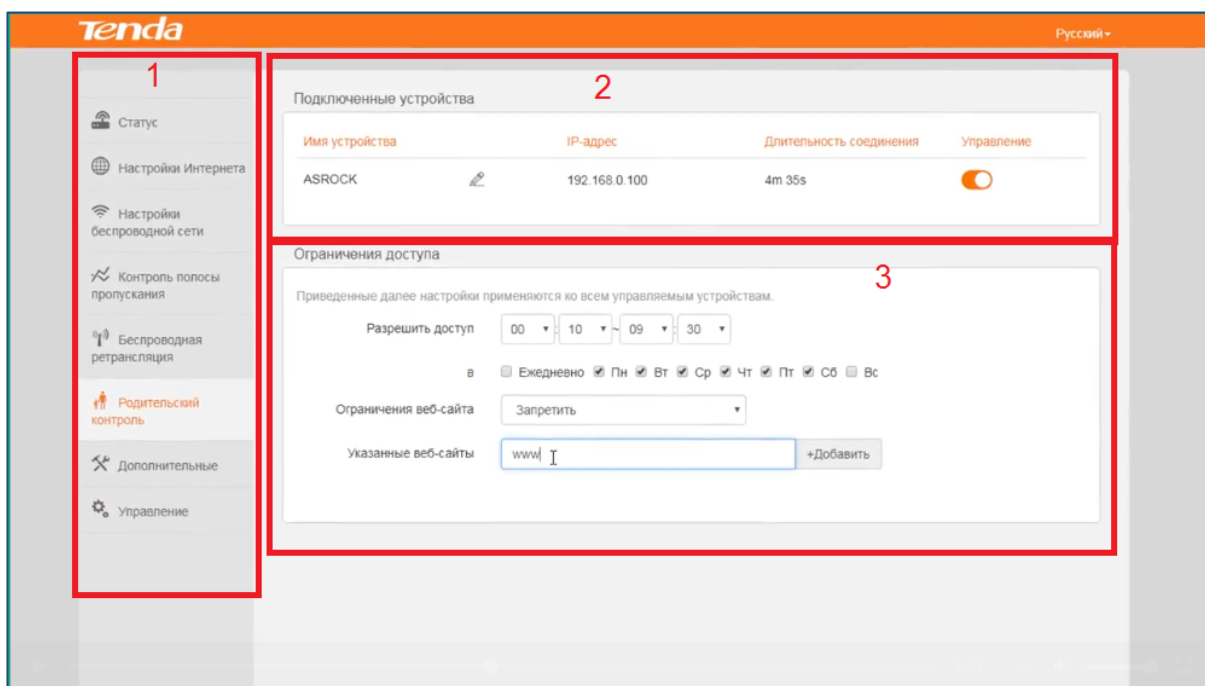 Tenda
Русский
1
Статус
Настройки Интернета
Настройки
беспроводной сети
Контроль полосы
пропускания
Беспроводная
ретрансляция
Родительский
контроль
Дополнительные
Управление
2
Подключенные устройства
Имя устройства IP-адрес Длительность соединения Управление
ASROCK 192.168.0.100 4m 35s
3
Ограничения доступа
Приведенные далее настройки применяются ко всем управляемым устройствам.
Разрешить доступ 00 : 10 ~ 09 : 30
в Ежедневно Пн Вт Ср Чт Пт Сб Вс
Ограничения веб-сайта Запретить
Указанные веб-сайты www +Добавить